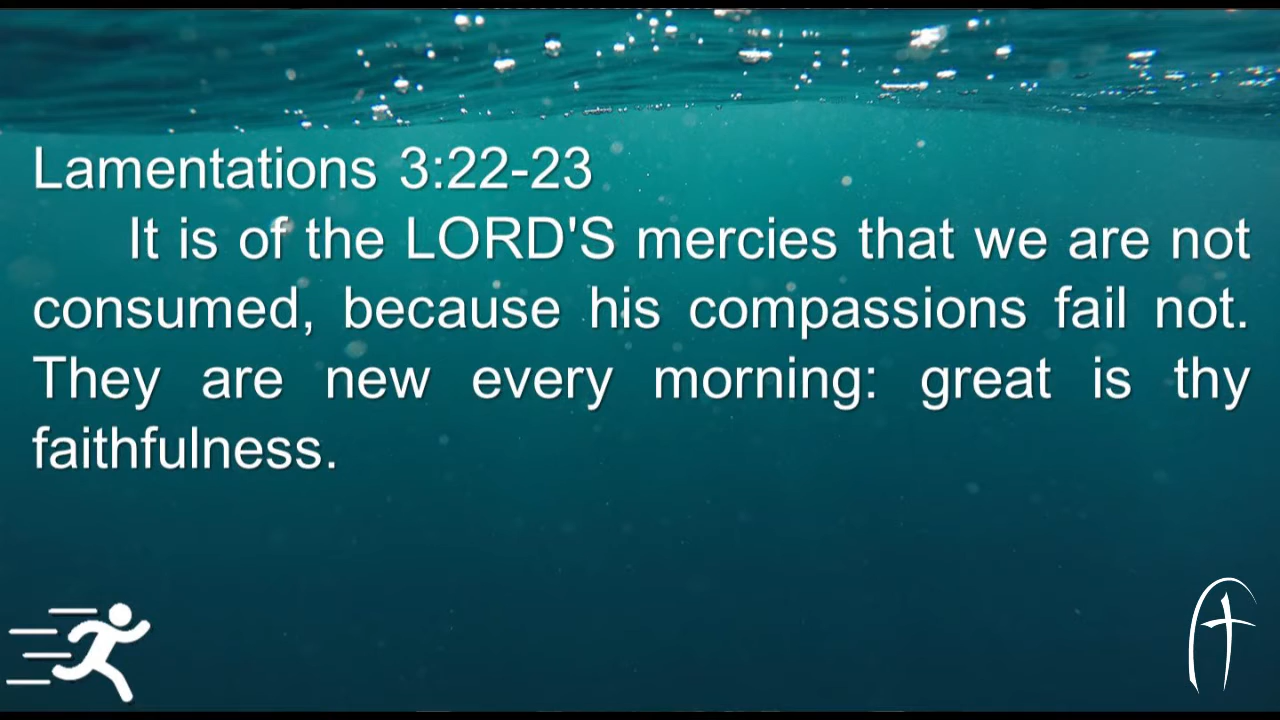 Lamentations 3:22-23
It is of the LORD'S mercies that we are not
consumed, because his compassions fail not.
They are new every morning: great is thy
faithfulness.